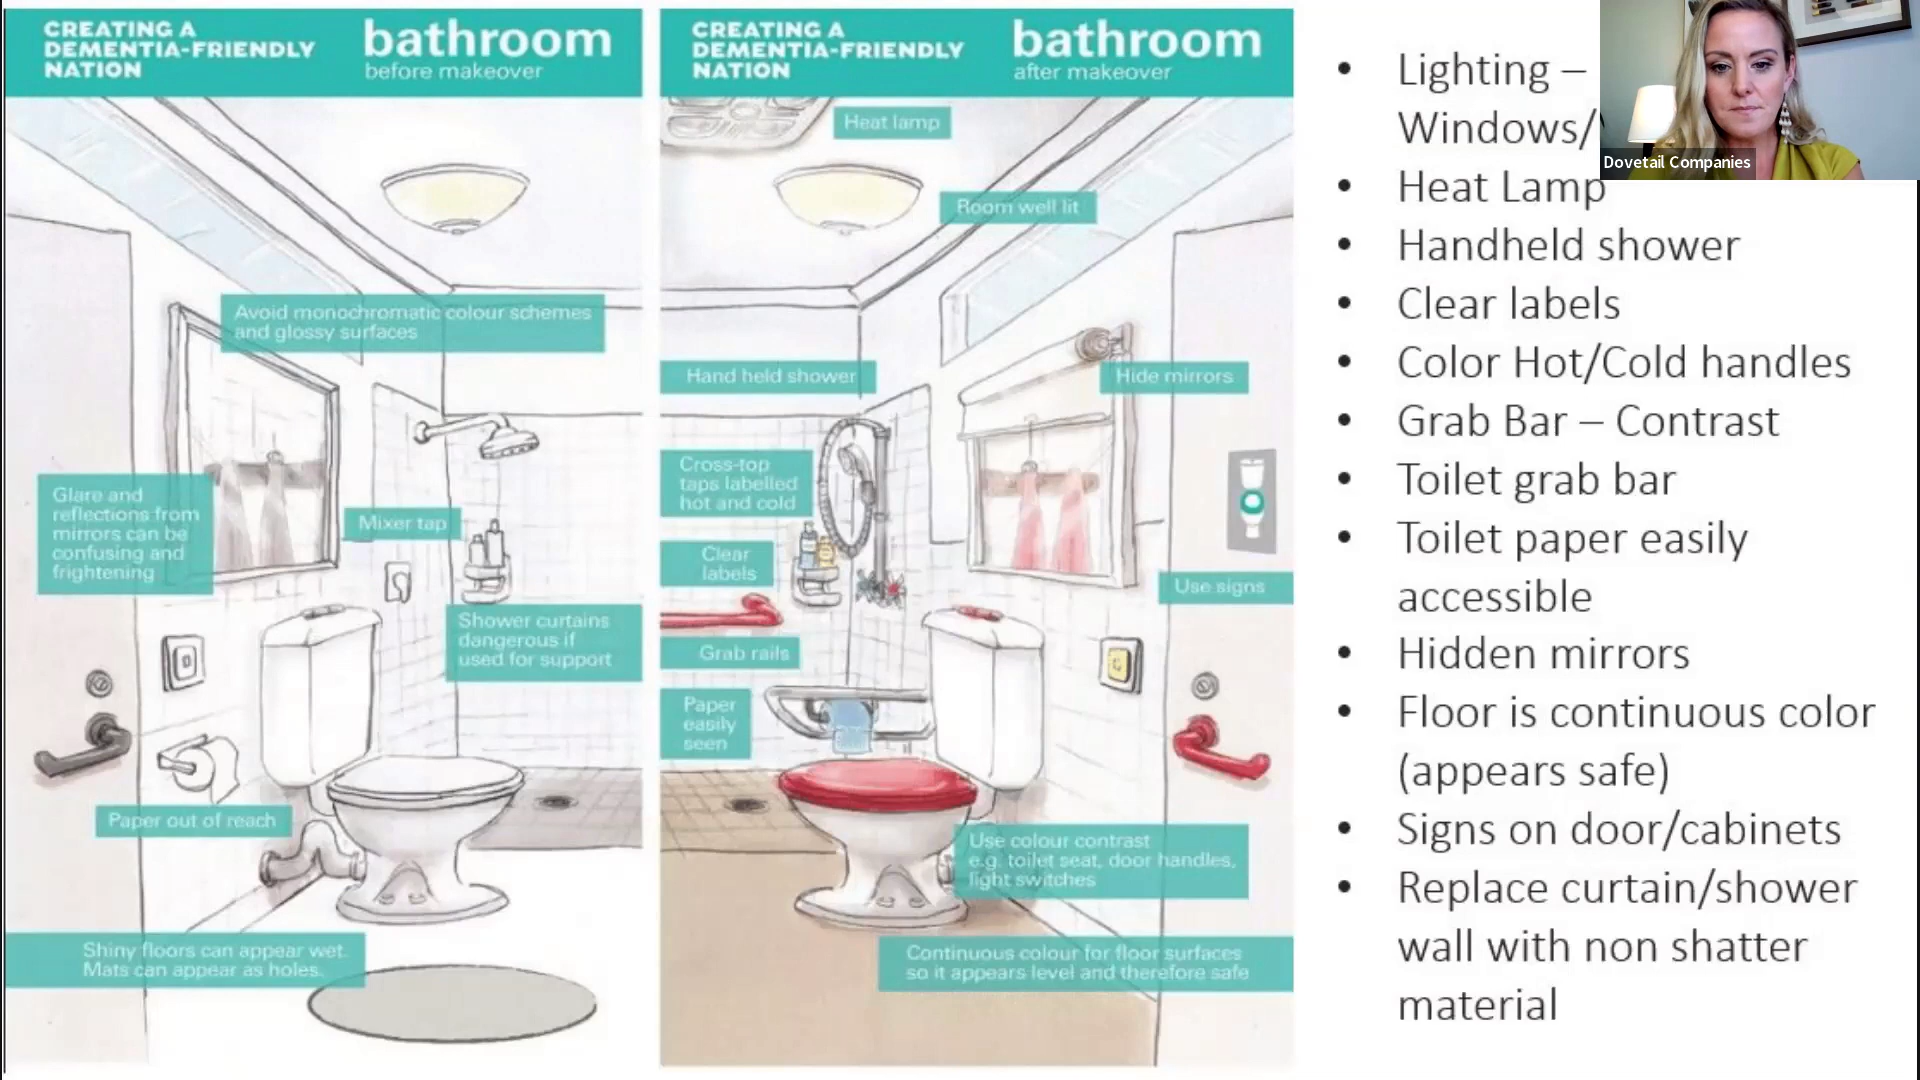 CREATING A
DEMENTIA-FRIENDLY
NATION
bathroom
before makeover
Avoid monochromatic colour schemes
and glossy surfaces
Glare and
reflections from
mirrors can be
confusing and
frightening
Mixer tap
Shower curtains
dangerous if
used for support
Paper out of reach
Shiny floors can appear wet.
Mats can appear as holes.
CREATING A
DEMENTIA-FRIENDLY
NATION
bathroom
after makeover
Heat lamp
Room well lit
Hand held shower
Hide mirrors
Cross-top
taps labelled
hot and cold
Clear
labels
Use signs
Grab rails
Paper
easily
seen
Use colour contrast
e.g. toilet seat, door handles,
light switches
Continuous colour for floor surfaces
so it appears level and therefore safe
• Lighting –
Windows/
• Heat Lamp
• Handheld shower
• Clear labels
• Color Hot/Cold handles
• Grab Bar – Contrast
• Toilet grab bar
• Toilet paper easily
accessible
• Hidden mirrors
• Floor is continuous color
(appears safe)
• Signs on door/cabinets
• Replace curtain/shower
wall with non shatter
material
Dovetail Companies